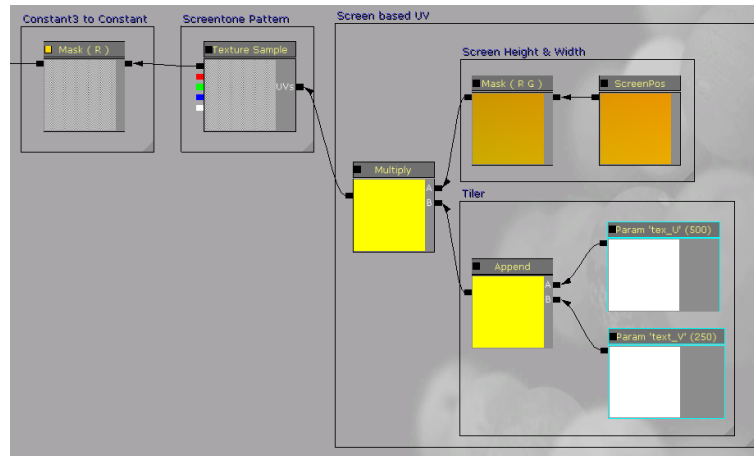 Constant3 to Constant
Mask ( R )
Screentone Pattern
Texture Sample
UVs
Screen based UV
Screen Height & Width
Mask ( R G )
ScreenPos
Multiply
A
B
Tiler
Append
A
B
Param 'tex_U' (500)
Param 'text_V' (250)